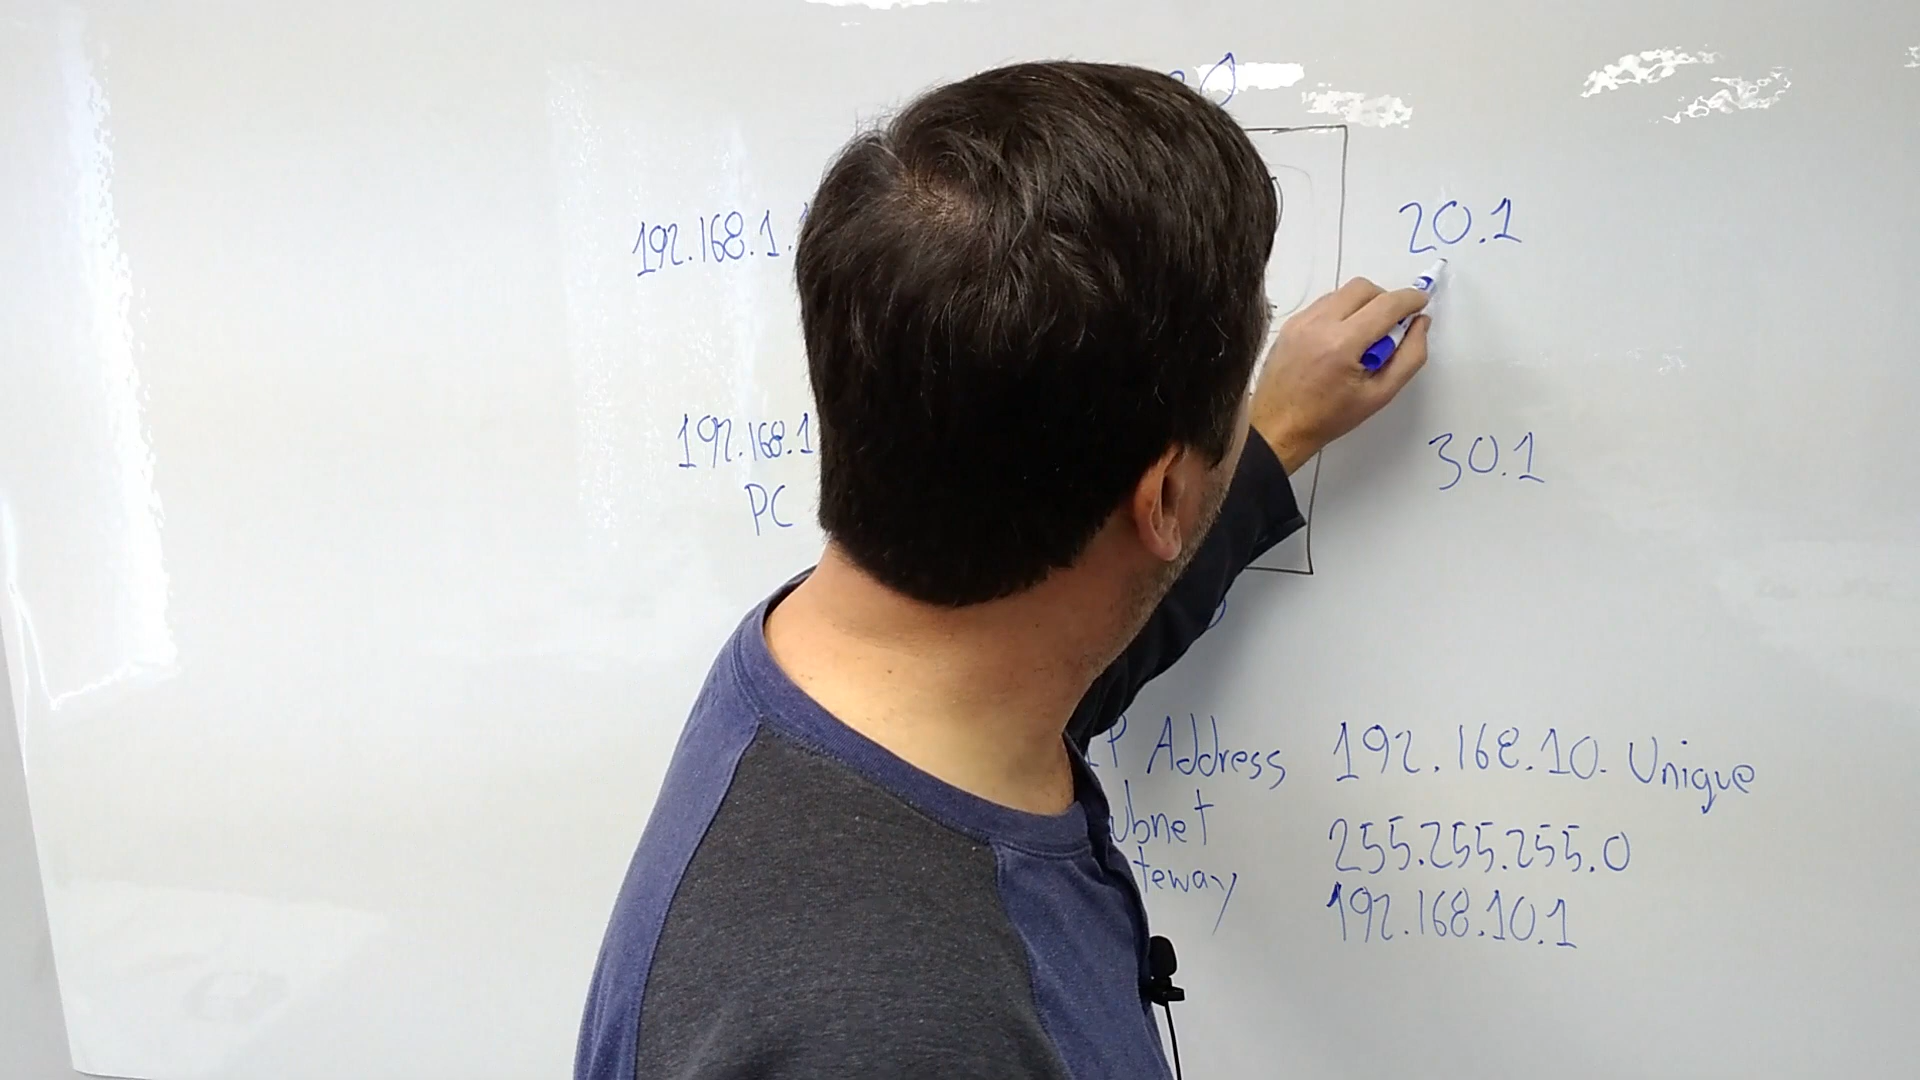 192.168.1.
20.1
192.168.1
30.1
PC
IP Address 192.168.10. Unique
ubnet 255.255.255.0
teway 192.168.10.1